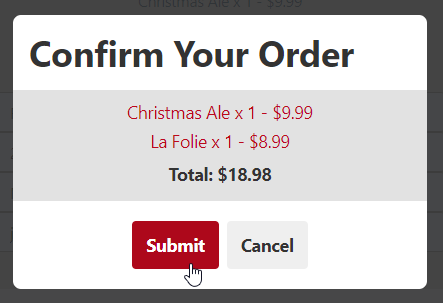 Christmas Ale x 1 - $9.99
Confirm Your Order
Christmas Ale x 1 - $9.99
La Folie x 1 - $8.99
Total: $18.98
Submit
Cancel